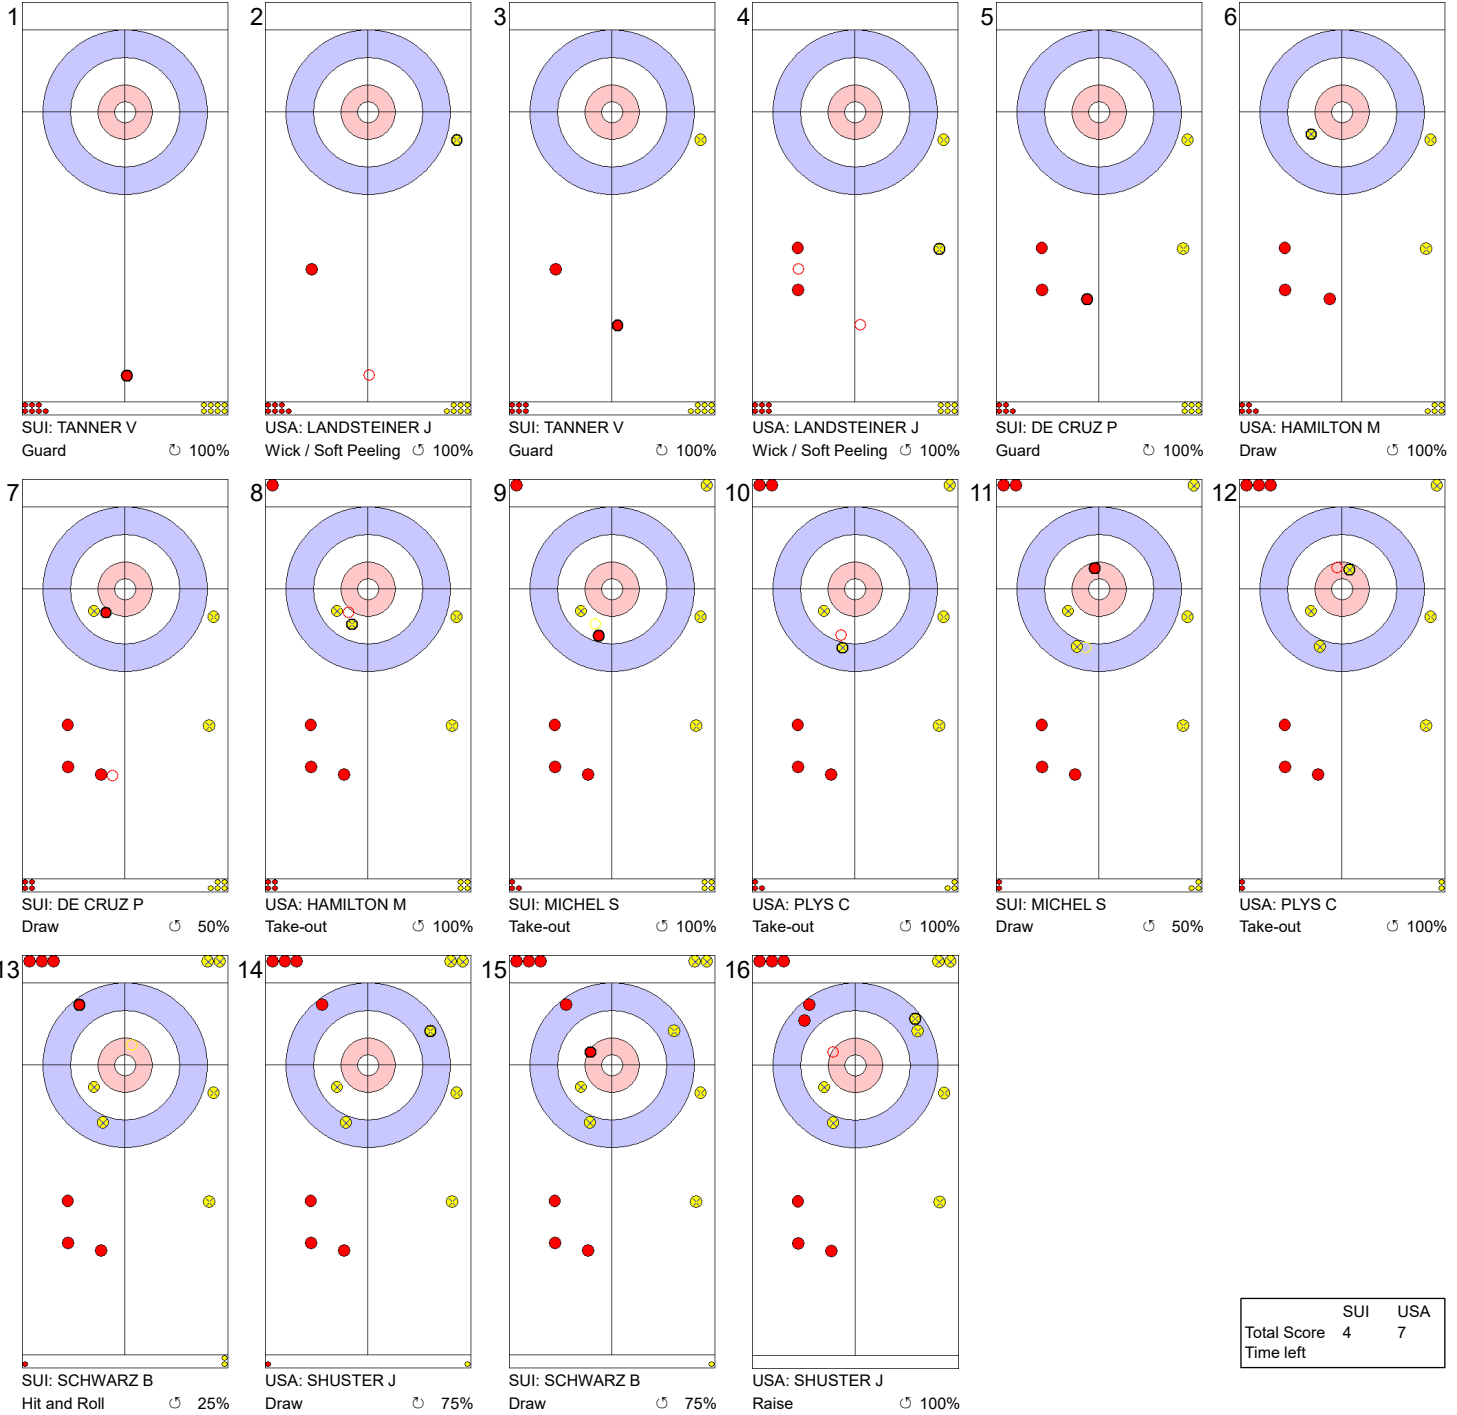 1 2 3 4 5 6
SUI: TANNER V USA: LANDSTEINER J SUI: TANNER V USA: LANDSTEINER J SUI: DE CRUZ P USA: HAMILTON M
Guard ↻ 100% Wick / Soft Peeling ↺ 100% Guard ↻ 100% Wick / Soft Peeling ↺ 100% Guard ↻ 100% Draw ↺ 100%
7 8 9 10 11 12
SUI: DE CRUZ P USA: HAMILTON M SUI: MICHEL S USA: PLYS C SUI: MICHEL S USA: PLYS C
Draw ↺ 50% Take-out ↺ 100% Take-out ↺ 100% Take-out ↺ 100% Draw ↺ 50% Take-out ↺ 100%
13 14 15 16
SUI: SCHWARZ B USA: SHUSTER J SUI: SCHWARZ B USA: SHUSTER J
Hit and Roll ↺ 25% Draw ↻ 75% Draw ↺ 75% Raise ↺ 100%
SUI USA
Total Score 4 7
Time left